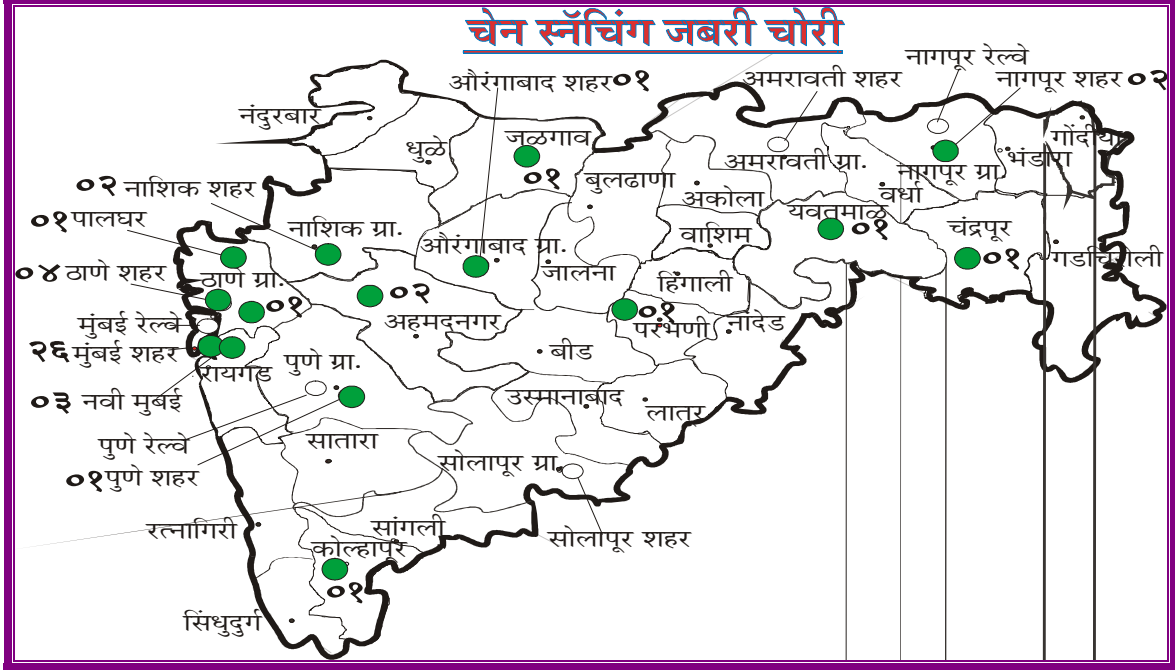 चेन स्नॅचिंग जबरी चोरी
नागपूर रेल्वे
औरंगाबाद शहर०१
अमरावती शहर
नागपूर शहर ०२
नंदुरबार
धुळे
जळगाव
०१
गोंदीया
भंडारा
अमरावती ग्रा.
नागपूर ग्रा.
बुलढाणा
०२ नाशिक शहर
अकोला
वर्धा
यवतमाळ
०१
०१पालघर
नाशिक ग्रा.
वाशिम
चंद्रपूर
०१
औरंगाबाद ग्रा.
जालना
गडचिरोली
०४ ठाणे शहर
ठाणे ग्रा.
०१
हिंगाली
०२
०१
मुंबई रेल्वे
अहमदनगर
परभणी
नांदेड
२६ मुंबई शहर
रायगड
पुणे ग्रा.
बीड
०३ नवी मुबंई
उस्मानाबाद
लातर
पुणे रेल्वे
सातारा
०१पुणे शहर
सोलापूर ग्रा.
रत्नागिरी
सांगली
सोलापूर शहर
कोल्हापूर
०१
सिंधुदुर्ग